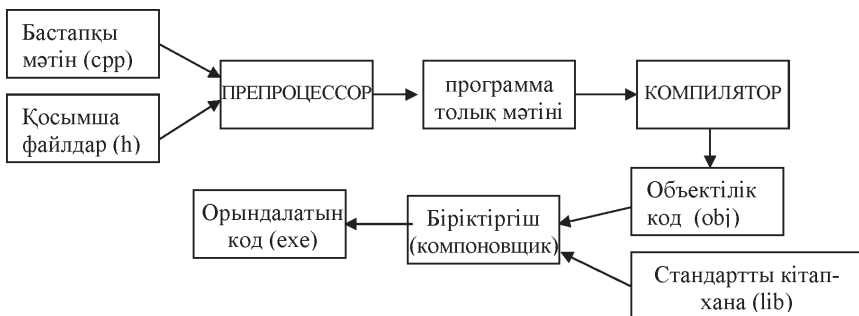 Бастапқы
мәтін (cpp)
Қосымша
файлдар (h)
ПРЕПРОЦЕССОР
программа
толық мәтіні
КОМПИЛЯТОР
Объектілік
код (obj)
Стандартты кітап-
хана (lib)
Біріктіргіш
(компоновщик)
Орындалатын
код (exe)